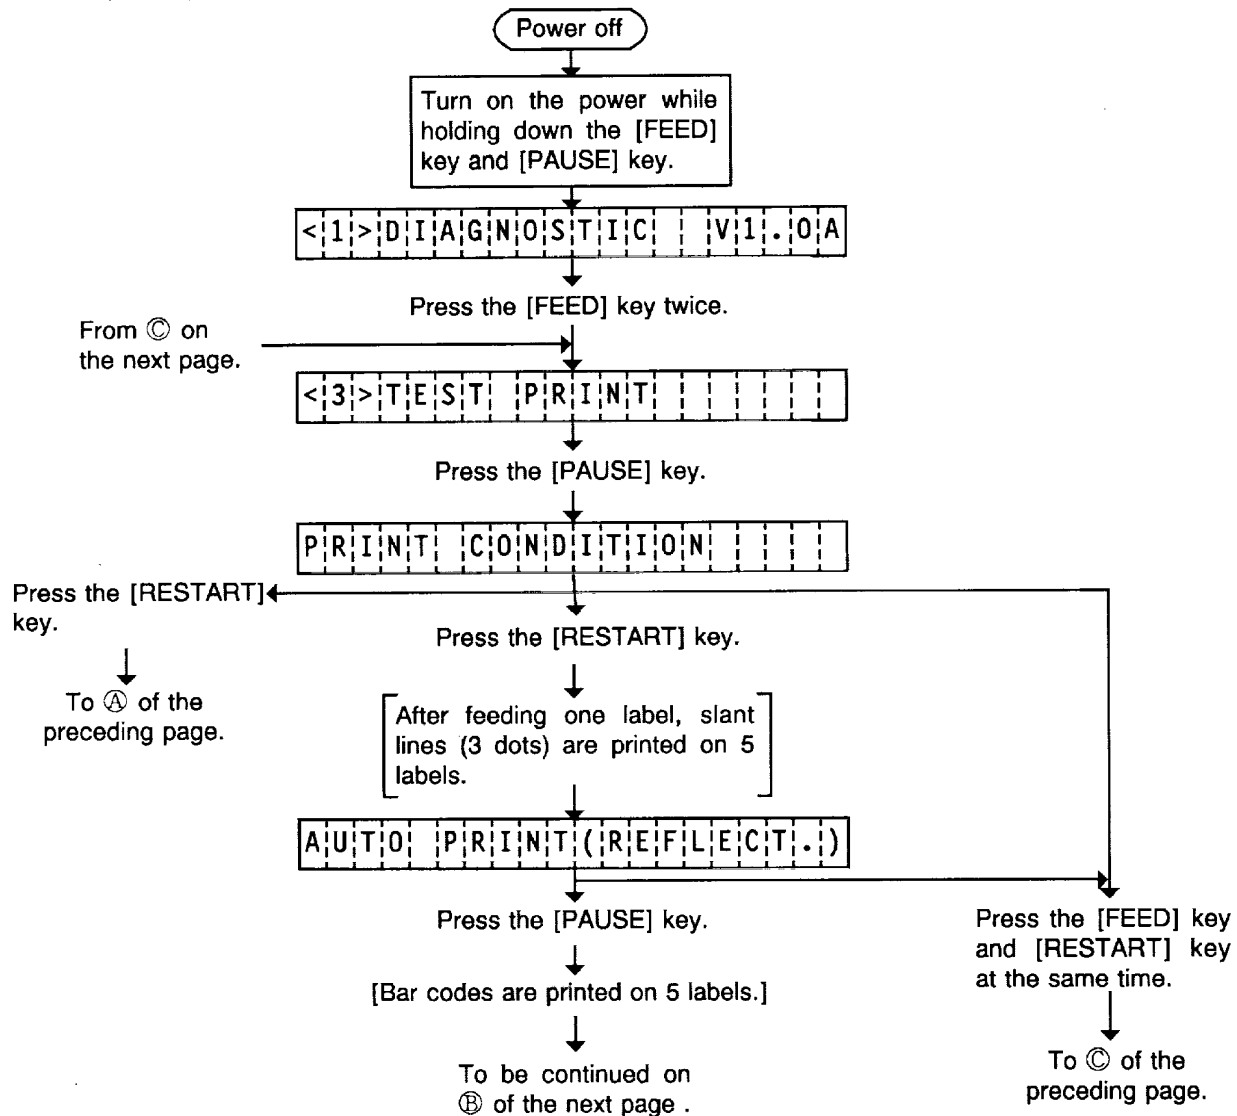 Power off
Turn on the power while
holding down the [FEED]
key and [PAUSE] key.
<1>DIAGNOSTIC  V1.0A
Press the [FEED] key twice.
From Ⓒ on
the next page.
<3>TEST PRINT
Press the [PAUSE] key.
PRINT CONDITION
Press the [RESTART]
key.
To Ⓐ of the
preceding page.
Press the [RESTART] key.
After feeding one label, slant
lines (3 dots) are printed on 5
labels.
AUTO PRINT(REFLECT.)
Press the [PAUSE] key.
[Bar codes are printed on 5 labels.]
To be continued on
Ⓑ of the next page .
Press the [FEED] key
and [RESTART] key
at the same time.
To Ⓒ of the
preceding page.